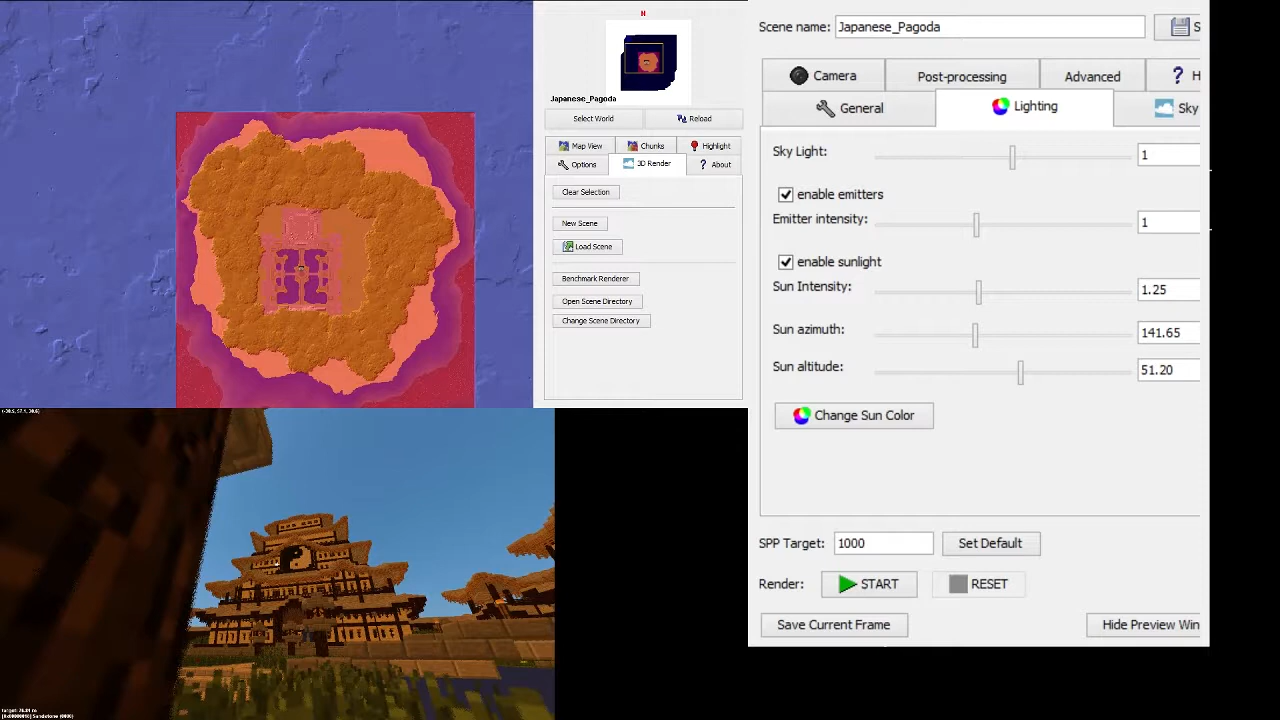 N
Japanese_Pagoda
Select World
Reload
Map View
Chunks
Highlight
Options
3D Render
About
Clear Selection
New Scene
Load Scene
Benchmark Renderer
Open Scene Directory
Change Scene Directory
Scene name: Japanese_Pagoda S
Camera
Post-processing
Advanced
? H
General
Lighting
Sky
Sky Light: 1
enable emitters
Emitter intensity: 1
enable sunlight
Sun Intensity: 1.25
Sun azimuth: 141.65
Sun altitude: 51.20
Change Sun Color
SPP Target: 1000 Set Default
Render: START RESET
Save Current Frame
Hide Preview Win